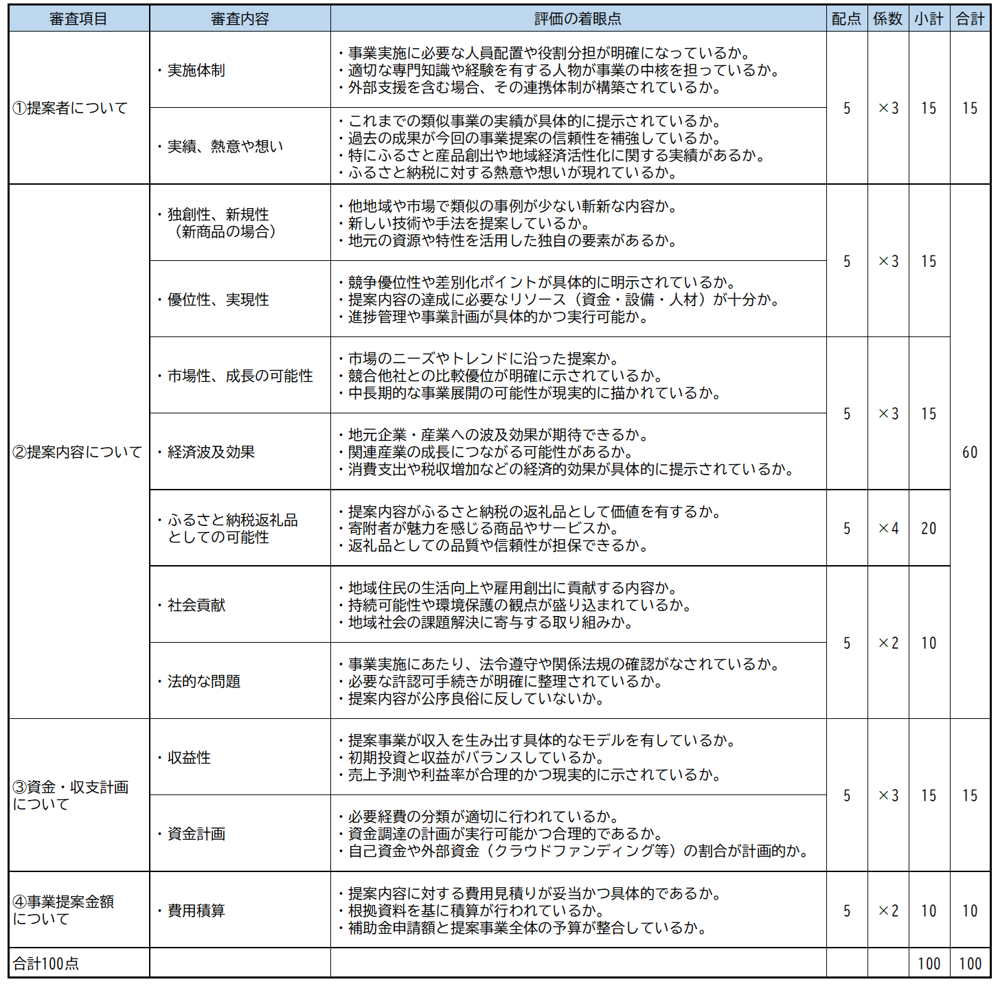 審査項目 審査内容 評価の着眼点 配点 係数 小計 合計
①提案者について
・実施体制
・事業実施に必要な人員配置や役割分担が明確になっているか。
・適切な専門知識や経験を有する人物が事業の中核を担っているか。
・外部支援を含む場合、その連携体制が構築されているか。
・実績、熱意や想い
・これまでの類似事業の実績が具体的に提示されているか。
・過去の成果が今回の事業提案の信頼性を補強しているか。
・特にふるさと産品創出や地域経済活性化に関する実績があるか。
・ふるさと納税に対する熱意や想いが現れているか。
5 ×3 15 15
②提案内容について
・独創性、新規性
（新商品の場合）
・他地域や市場で類似の事例が少ない斬新な内容か。
・新しい技術や手法を提案しているか。
・地元の資源や特性を活用した独自の要素があるか。
・優位性、実現性
・競争優位性や差別化ポイントが具体的に明示されているか。
・提案内容の達成に必要なリソース（資金・設備・人材）が十分か。
・進捗管理や事業計画が具体的かつ実行可能か。
5 ×3 15
・市場性、成長の可能性
・市場のニーズやトレンドに沿った提案か。
・競合他社との比較優位が明確に示されているか。
・中長期的な事業展開の可能性が現実的に描かれているか。
・経済波及効果
・地元企業・産業への波及効果が期待できるか。
・関連産業の成長につながる可能性があるか。
・消費支出や税収増加などの経済的効果が具体的に提示されているか。
5 ×3 15
60
・ふるさと納税返礼品
としての可能性
・提案内容がふるさと納税の返礼品として価値を有するか。
・寄附者が魅力を感じる商品やサービスか。
・返礼品としての品質や信頼性が担保できるか。
5 ×4 20
・社会貢献
・地域住民の生活向上や雇用創出に貢献する内容か。
・持続可能性や環境保護の観点が盛り込まれているか。
・地域社会の課題解決に寄与する取り組みか。
・法的な問題
・事業実施にあたり、法令遵守や関係法規の確認がなされているか。
・必要な許認可手続きが明確に整理されているか。
・提案内容が公序良俗に反していないか。
5 ×2 10
③資金・収支計画
について
・収益性
・提案事業が収入を生み出す具体的なモデルを有しているか。
・初期投資と収益がバランスしているか。
・売上予測や利益率が合理的かつ現実的に示されているか。
・資金計画
・必要経費の分類が適切に行われているか。
・資金調達の計画が実行可能かつ合理的であるか。
・自己資金や外部資金（クラウドファンディング等）の割合が計画的か。
5 ×3 15 15
④事業提案金額
について
・費用積算
・提案内容に対する費用見積りが妥当かつ具体的であるか。
・根拠資料を基に積算が行われているか。
・補助金申請額と提案事業全体の予算が整合しているか。
5 ×2 10 10
合計100点 100 100